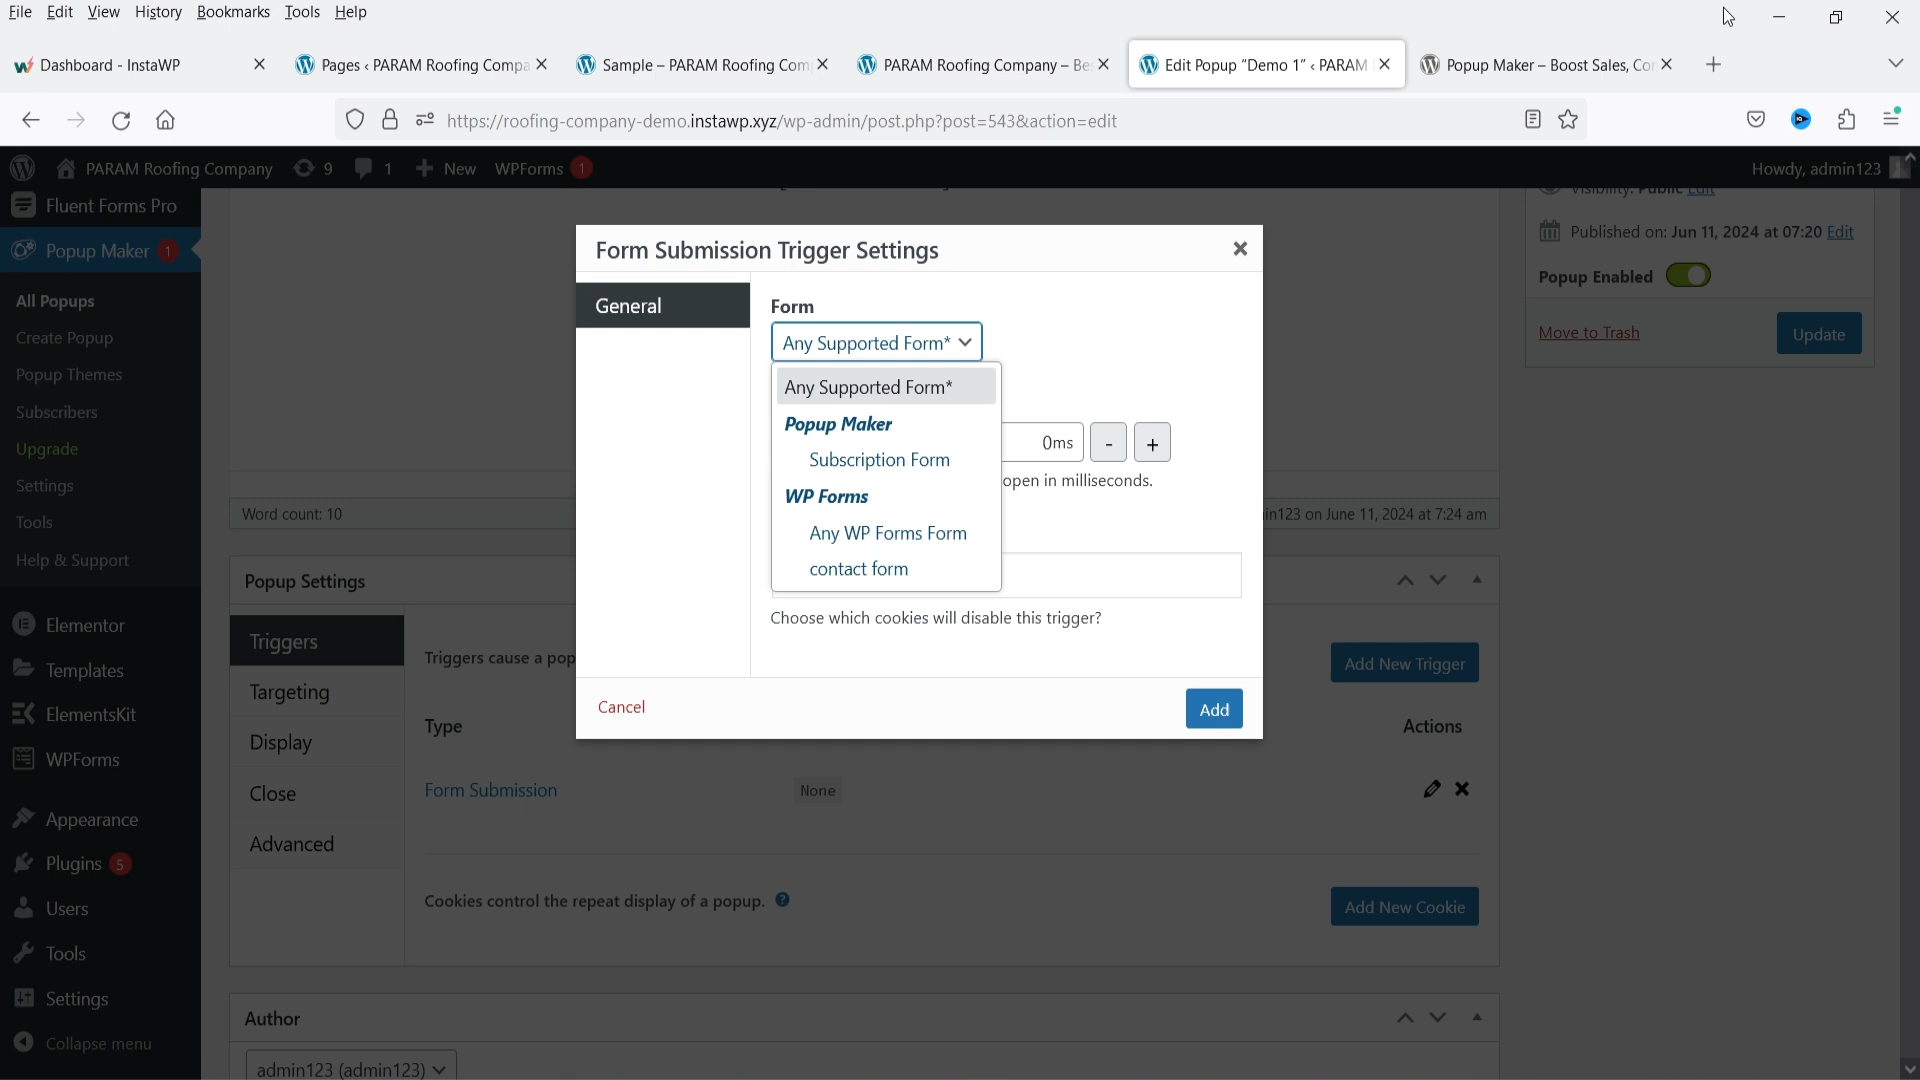 File Edit View History Bookmarks Tools Help
Dashboard - InstaWP
Pages ‹ PARAM Roofing Compa
Sample – PARAM Roofing Com
PARAM Roofing Company – Be
Edit Popup “Demo 1” ‹ PARAM
Popup Maker – Boost Sales, Co
https://roofing-company-demo.instawp.xyz/wp-admin/post.php?post=543&action=edit
PARAM Roofing Company 9 1 New WPForms 1 Howdy, admin123
Fluent Forms Pro
Popup Maker 1
All Popups
Create Popup
Popup Themes
Subscribers
Upgrade
Settings
Tools
Help & Support
Elementor
Templates
ElementsKit
WPForms
Appearance
Plugins 5
Users
Tools
Settings
Collapse menu
Visibility: Public Edit
Published on: Jun 11, 2024 at 07:20 Edit
Popup Enabled
Move to Trash Update
Form Submission Trigger Settings
General
Form
Any Supported Form*
Any Supported Form*
Popup Maker
Subscription Form
WP Forms
Any WP Forms Form
contact form
0ms - +
open in milliseconds.
Choose which cookies will disable this trigger?
Cancel Add
Word count: 10 in123 on June 11, 2024 at 7:24 am
Popup Settings
Triggers
Targeting
Display
Close
Advanced
Triggers cause a pop Add New Trigger
Type Actions
Form Submission None
Cookies control the repeat display of a popup. ? Add New Cookie
Author
admin123 (admin123)